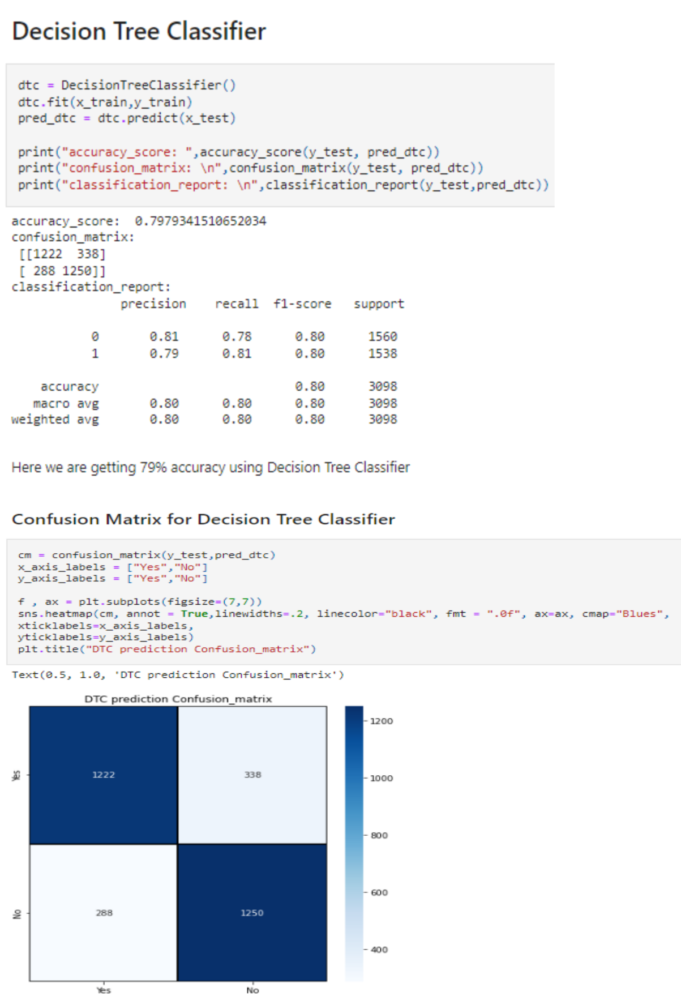 Decision Tree Classifier
dtc = DecisionTreeClassifier()
dtc.fit(x_train,y_train)
pred_dtc = dtc.predict(x_test)
print("accuracy_score: ",accuracy_score(y_test, pred_dtc))
print("confusion_matrix: \n",confusion_matrix(y_test, pred_dtc))
print("classification_report: \n",classification_report(y_test,pred_dtc))
accuracy_score:  0.7979341510652034
confusion_matrix:
 [[1222  338]
 [ 288 1250]]
classification_report:
precision    recall  f1-score   support
0       0.81      0.78      0.80      1560
1       0.79      0.81      0.80      1538
accuracy                           0.80      3098
macro avg       0.80      0.80      0.80      3098
weighted avg       0.80      0.80      0.80      3098
Here we are getting 79% accuracy using Decision Tree Classifier
Confusion Matrix for Decision Tree Classifier
cm = confusion_matrix(y_test,pred_dtc)
x_axis_labels = ["Yes","No"]
y_axis_labels = ["Yes","No"]
f , ax = plt.subplots(figsize=(7,7))
sns.heatmap(cm, annot = True,linewidths=.2, linecolor="black", fmt = ".0f", ax=ax, cmap="Blues",
xticklabels=x_axis_labels,
yticklabels=y_axis_labels)
plt.title("DTC prediction Confusion_matrix")
Text(0.5, 1.0, 'DTC prediction Confusion_matrix')
DTC prediction Confusion_matrix
1200
Yes 1222 338
1000
800
600
No 288 1250
400
Yes No